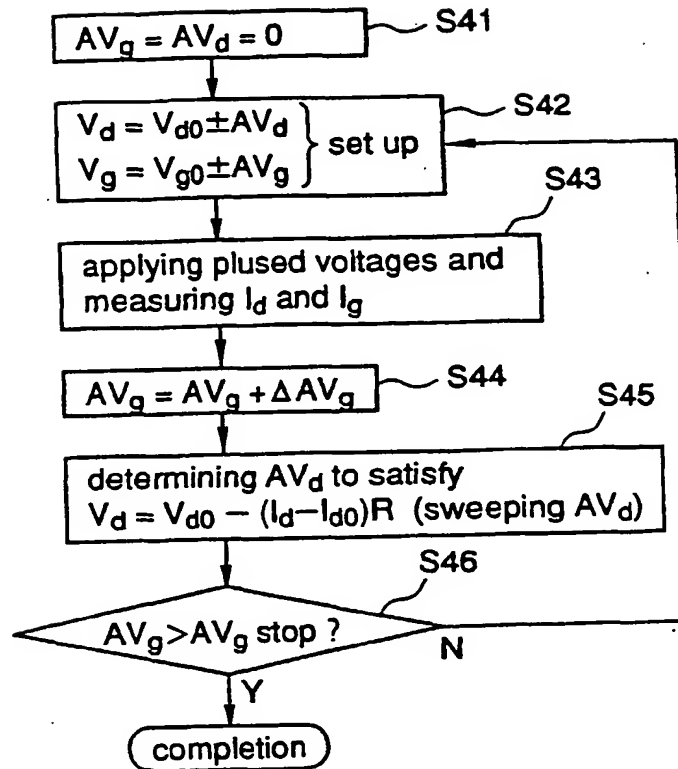 AVg = AVd = 0
S41
Vd = Vd0±AVd
Vg = Vg0±AVg
} set up
S42
S43
applying plused voltages and
measuring Id and Ig
AVg = AVg + ΔAVg
S44
S45
determining AVd to satisfy
Vd = Vd0 − (Id−Id0)R (sweeping AVd)
S46
AVg>AVg stop ?
N
Y
completion